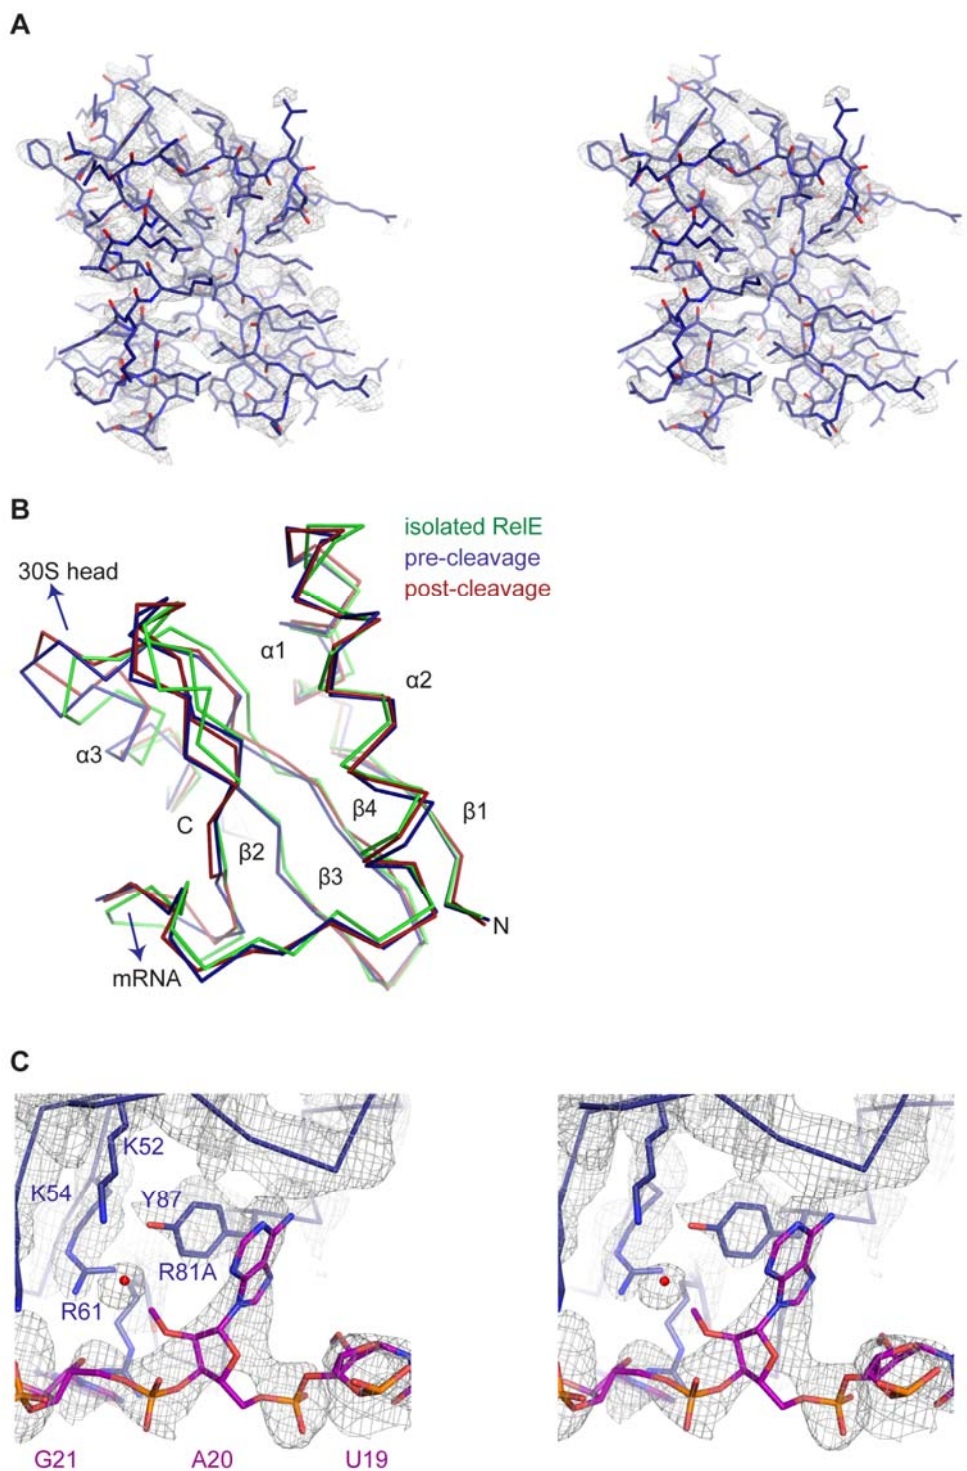 A
B
isolated RelE
pre-cleavage
post-cleavage
30S head
α1
α2
α3
β4
β1
C
β2
β3
N
mRNA
C
K52
K54
Y87
R81A
R61
G21 A20 U19